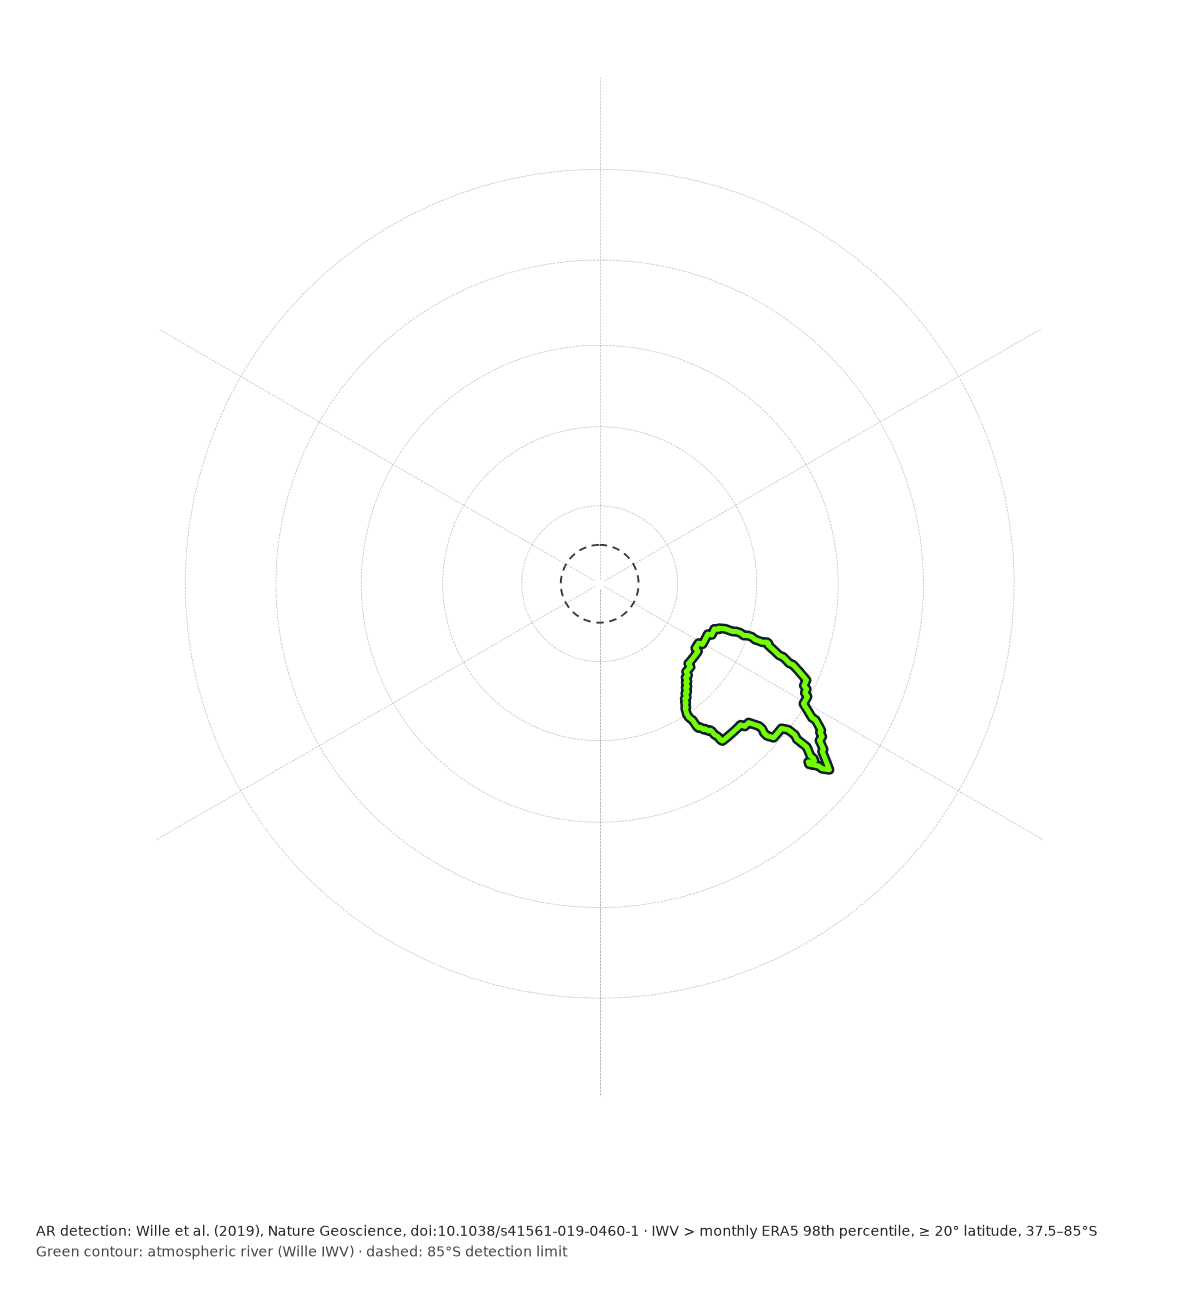 AR detection: Wille et al. (2019), Nature Geoscience, doi:10.1038/s41561-019-0460-1 · IWV > monthly ERA5 98th percentile, ≥ 20° latitude, 37.5–85°S
Green contour: atmospheric river (Wille IWV) · dashed: 85°S detection limit